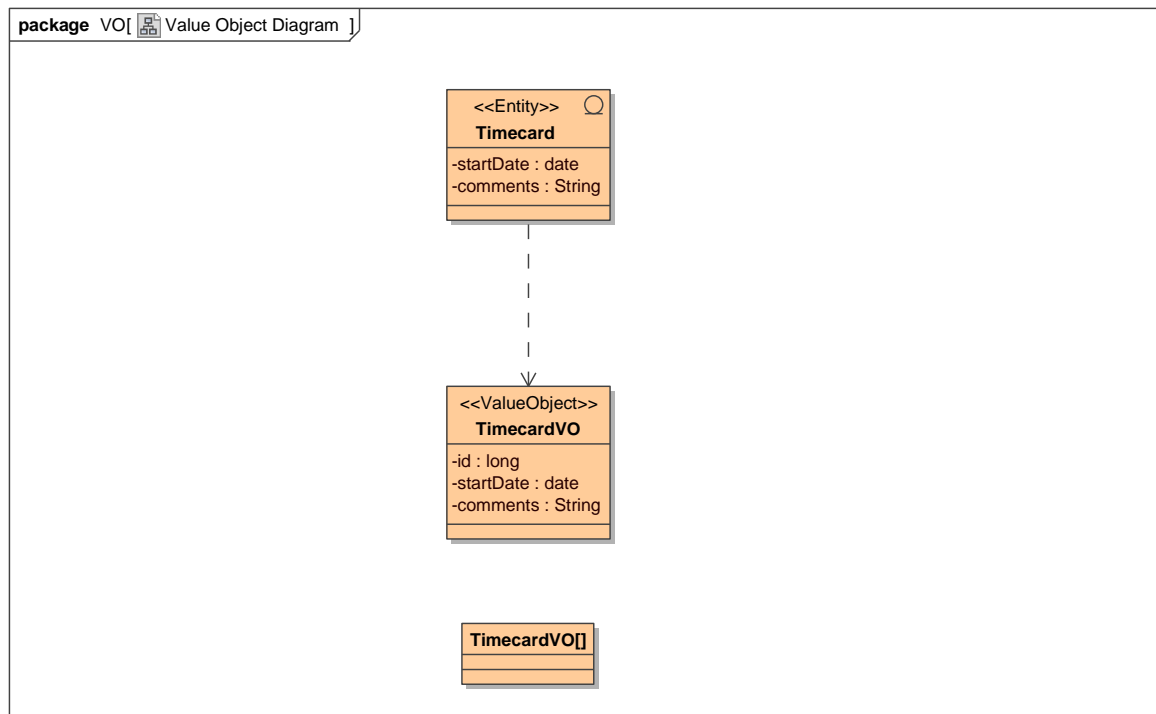 package VO[ Value Object Diagram ]
<<Entity>>
Timecard
-startDate : date
-comments : String
<<ValueObject>>
TimecardVO
-id : long
-startDate : date
-comments : String
TimecardVO[]